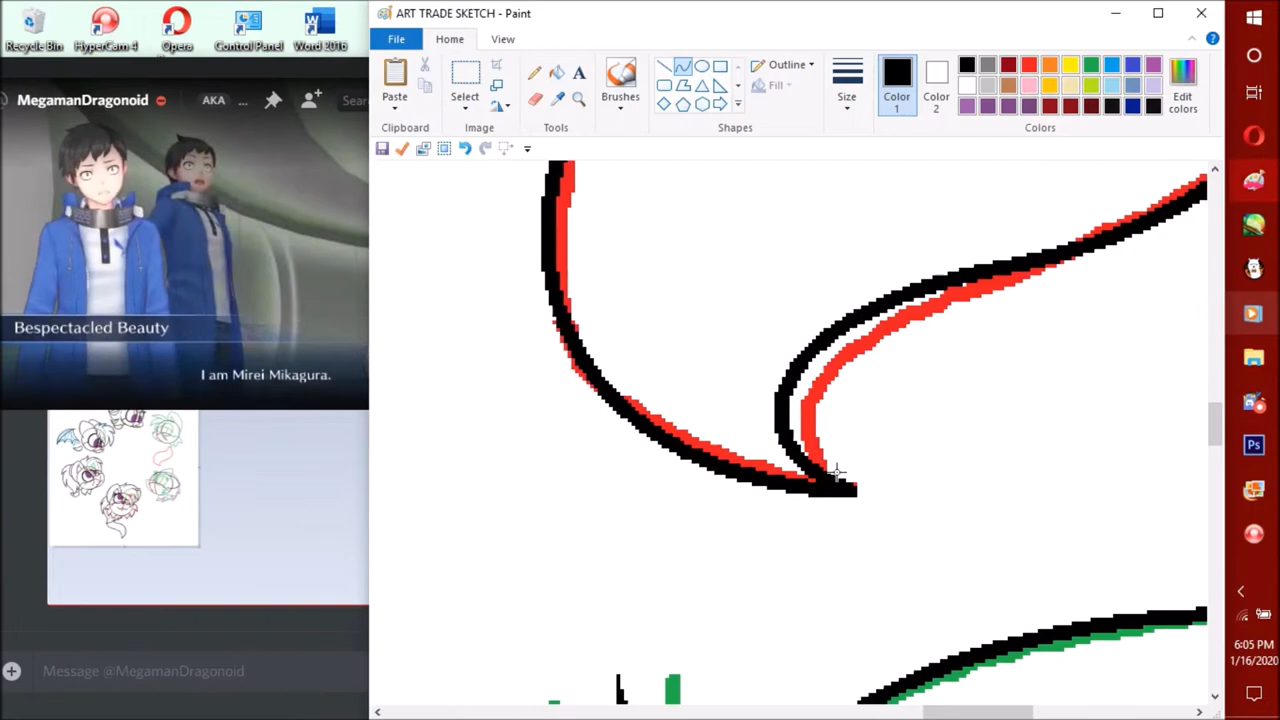 ART TRADE SKETCH - Paint
File
Home
View
Recycle Bin
HyperCam 4
Opera
Control Panel
Word 2016
MegamanDragonoid
AKA
...
Sear
Bespectacled Beauty
I am Mirei Mikagura.
Message @MegamanDragonoid
Paste
Select
Brushes
Outline
Fill
Size
Color
1
Color
2
Edit
colors
Clipboard
Image
Tools
Shapes
Colors
Ps
6:05 PM
1/16/2020